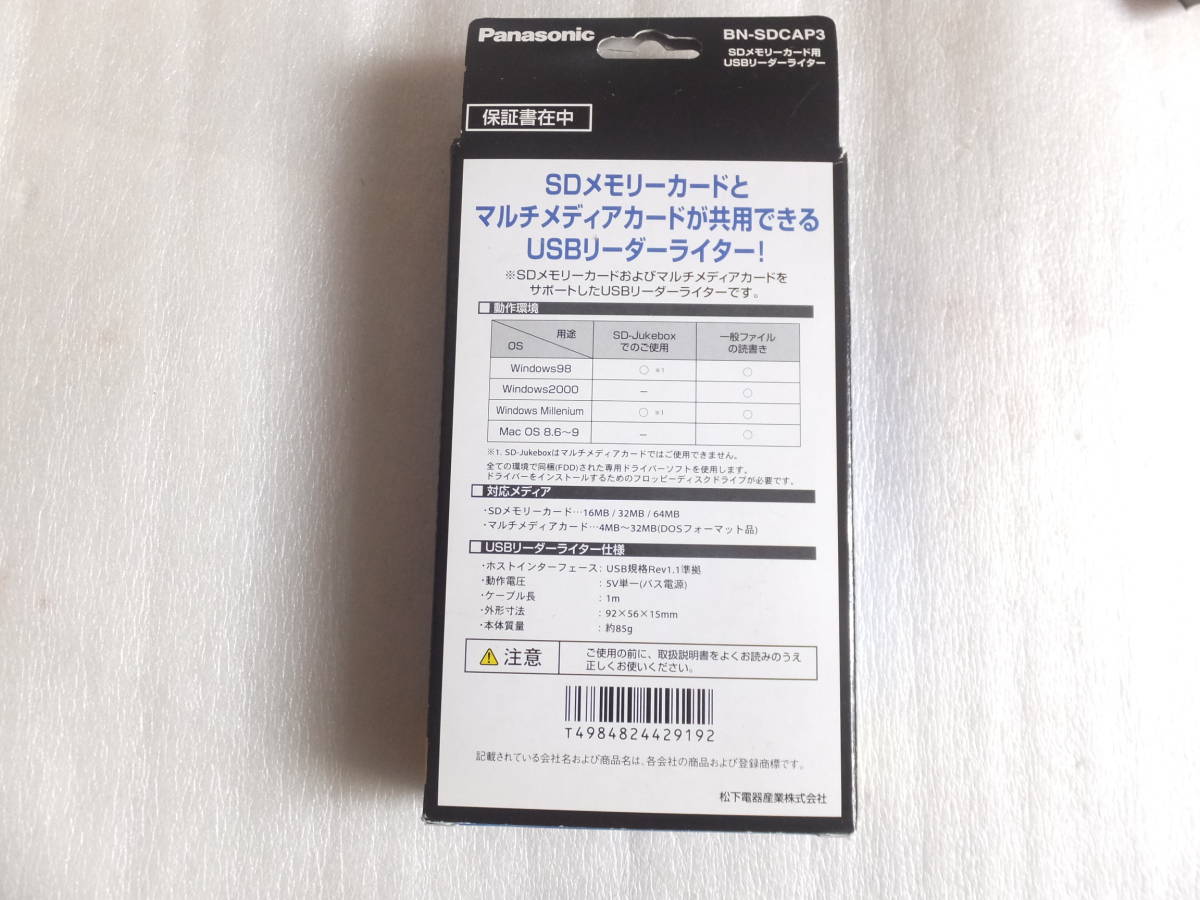 Panasonic
BN-SDCAP3
SDメモリーカード用
USBリーダーライター
保証書在中
SDメモリーカードと
マルチメディアカードが共用できる
USBリーダーライター!
※SDメモリーカードおよびマルチメディアカードを
サポートしたUSBリーダーライターです。
■動作環境
用途
OS
SD-Jukebox
でのご使用
一般ファイル
の読書き
Windows98 ○ ※1 ○
Windows2000 − ○
Windows Millenium ○ ※1 ○
Mac OS 8.6〜9 − ○
※1. SD-Jukeboxはマルチメディアカードではご使用できません。
全ての環境で同梱(FDD)された専用ドライバーソフトを使用します。
ドライバーをインストールするためのフロッピーディスクドライブが必要です。
■対応メディア
・SDメモリーカード…16MB / 32MB / 64MB
・マルチメディアカード…4MB〜32MB(DOSフォーマット品)
■USBリーダーライター仕様
・ホストインターフェース: USB規格Rev1.1準拠
・動作電圧 : 5V単一(バス電源)
・ケーブル長 : 1m
・外形寸法 : 92×56×15mm
・本体質量 : 約85g
注意
ご使用の前に、取扱説明書をよくお読みのうえ
正しくお使いください。
T4984824429192
記載されている会社名および商品名は、各会社の商品および登録商標です。
松下電器産業株式会社